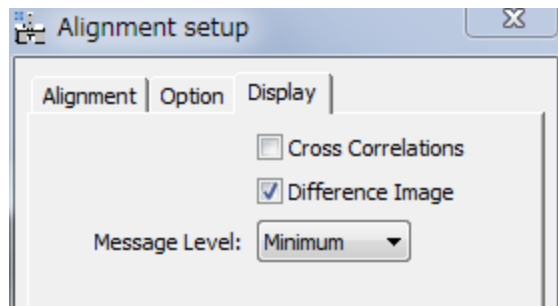 Alignment setup
Alignment Option Display
Cross Correlations
Difference Image
Message Level: Minimum